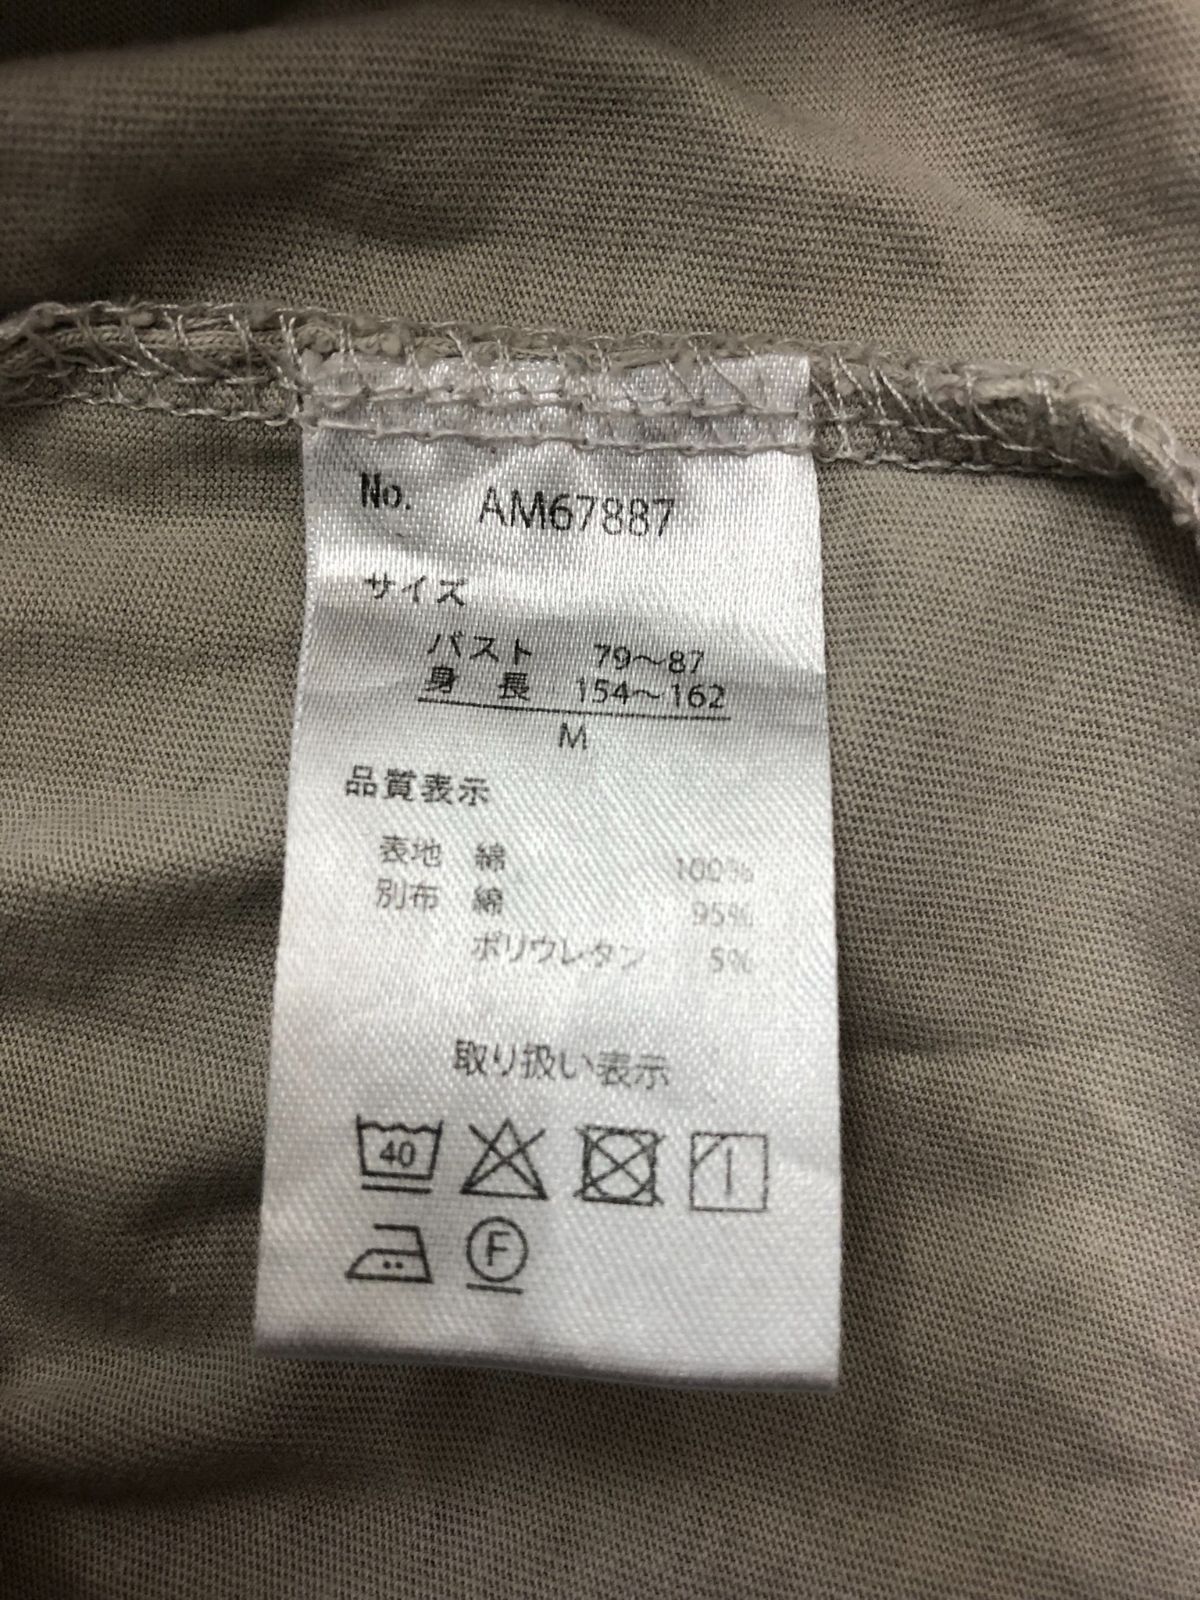 No. AM67887
サイズ
バスト 79～87
身長 154～162
M
品質表示
表地 綿 100%
別布 綿 95%
ポリウレタン 5%
取り扱い表示
40
F